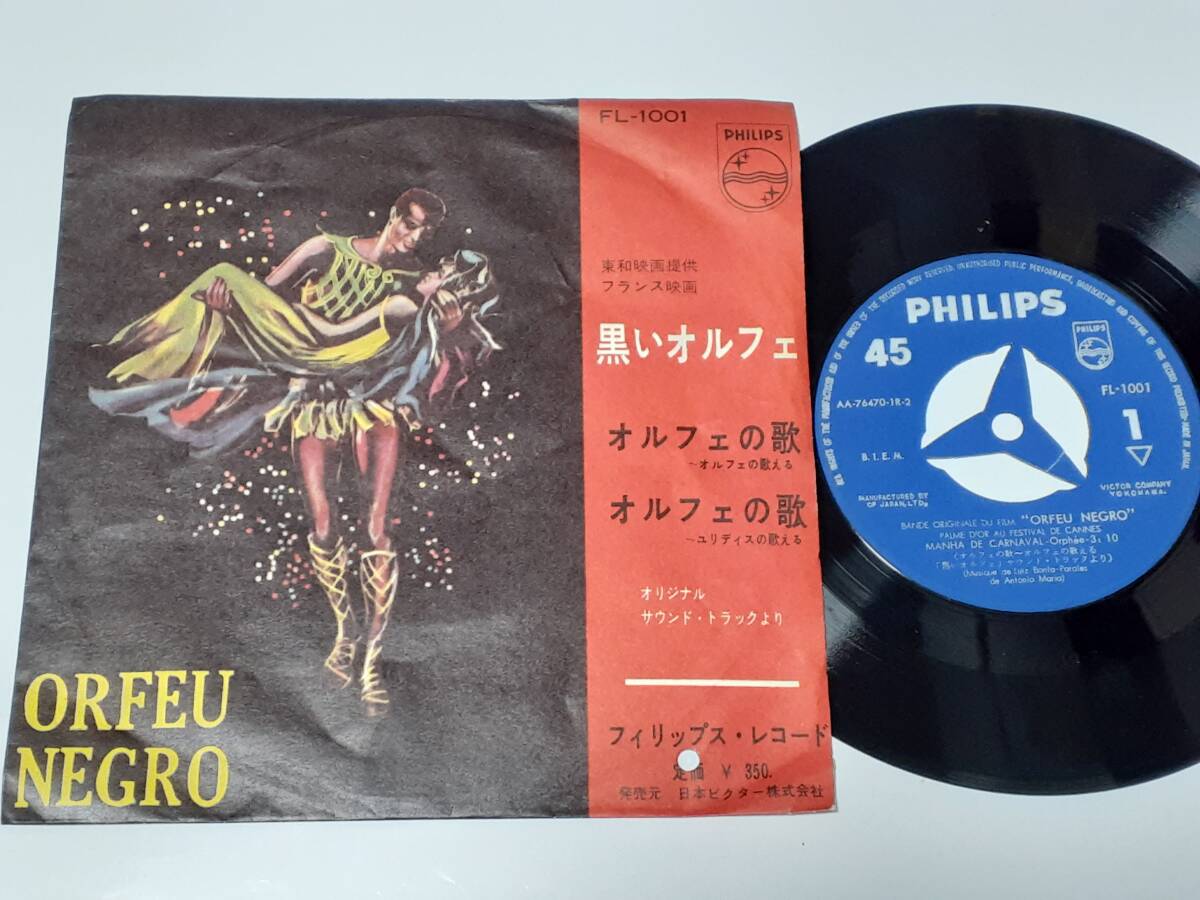 FL-1001
PHILIPS
東和映画提供
フランス映画
黒いオルフェ
オルフェの歌
～オルフェの歌える
オルフェの歌
～ユリディスの歌える
オリジナル
サウンド・トラックより
フィリップス・レコード
定価 ¥ 350.
発売元 日本ビクター株式会社
ORFEU
NEGRO
PHILIPS
45
PHILIPS
FL-1001
AA-76470-1R-2
1
B.I.E.M.
MANUFACTURED BY
OF JAPAN, LTD.
VICTOR COMPANY
YOKOHAMA.
BANDE ORIGINALE DU FILM "ORFEU NEGRO"
PALME D'OR AU FESTIVAL DE CANNES
MANHA DE CARNAVAL-Orphée-3:10
(オルフェの歌～オルフェの歌える
「黒いオルフェ」サウンド・トラックより)
(Musique de Luiz Bonfa-Paroles
de Antonio Maria)